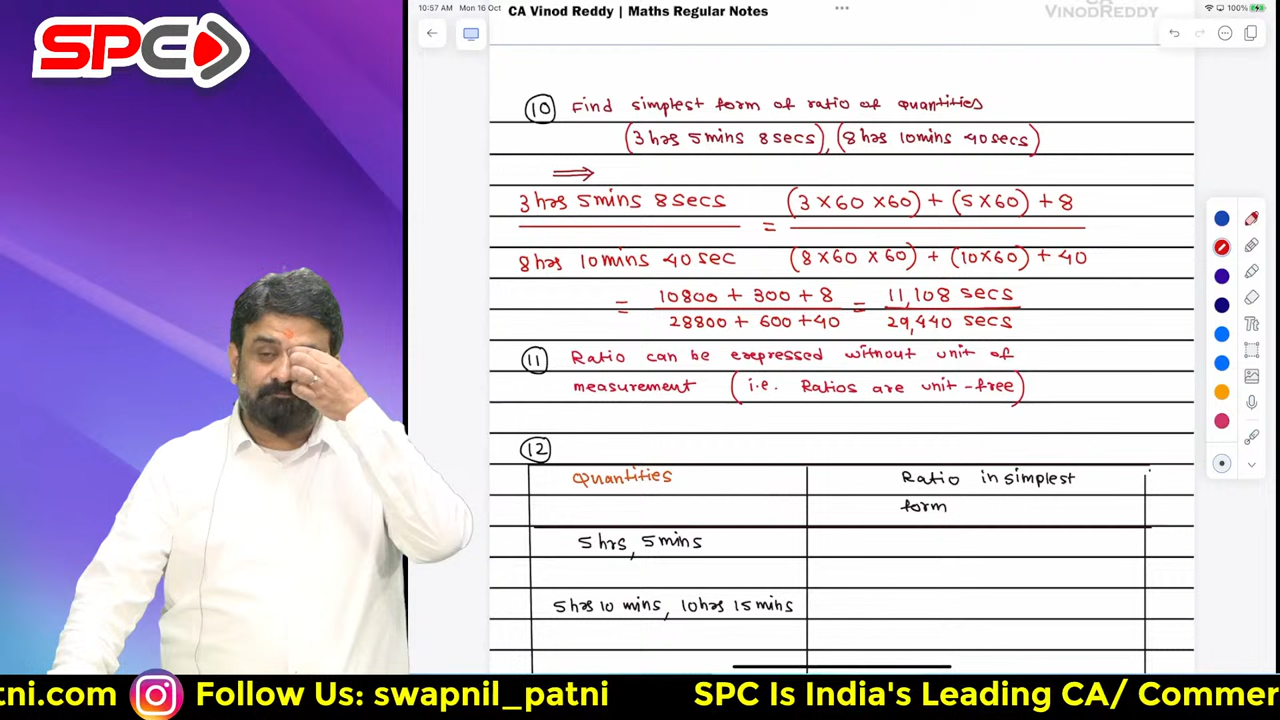 10:57 AM Mon 16 Oct
CA Vinod Reddy | Maths Regular Notes
CA
VINODREDDY
100%
SPC
10 Find simplest form of ratio of quantities
(3 hrs 5 mins 8 secs), (8 hrs 10 mins 40 secs)
⇒
3 hrs 5 mins 8 secs = (3 × 60 × 60) + (5 × 60) + 8
8 hrs 10 mins 40 sec (8 × 60 × 60) + (10 × 60) + 40
= 10800 + 300 + 8 = 11,108 secs
28800 + 600 + 40 29,440 secs
11 Ratio can be expressed without unit of
measurement (i.e. Ratios are unit-free)
12
Quantities Ratio in simplest
form
5 hrs, 5 mins
5 hrs 10 mins, 10 hrs 15 mins
Tt
tni.com Follow Us: swapnil_patni SPC Is India's Leading CA/ Commer